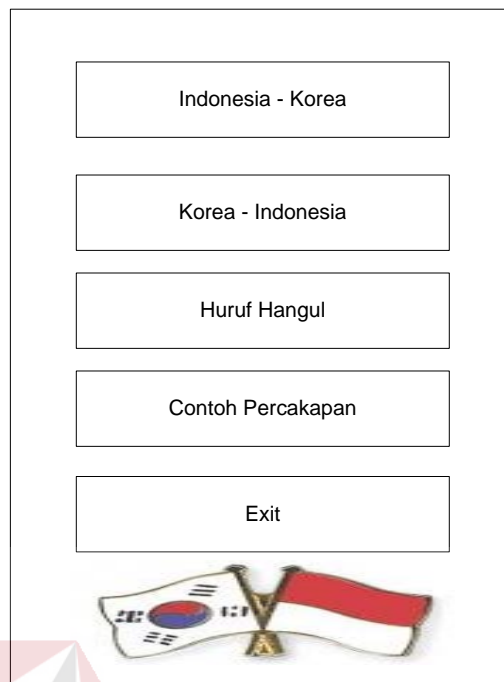 Indonesia - Korea
Korea - Indonesia
Huruf Hangul
Contoh Percakapan
Exit